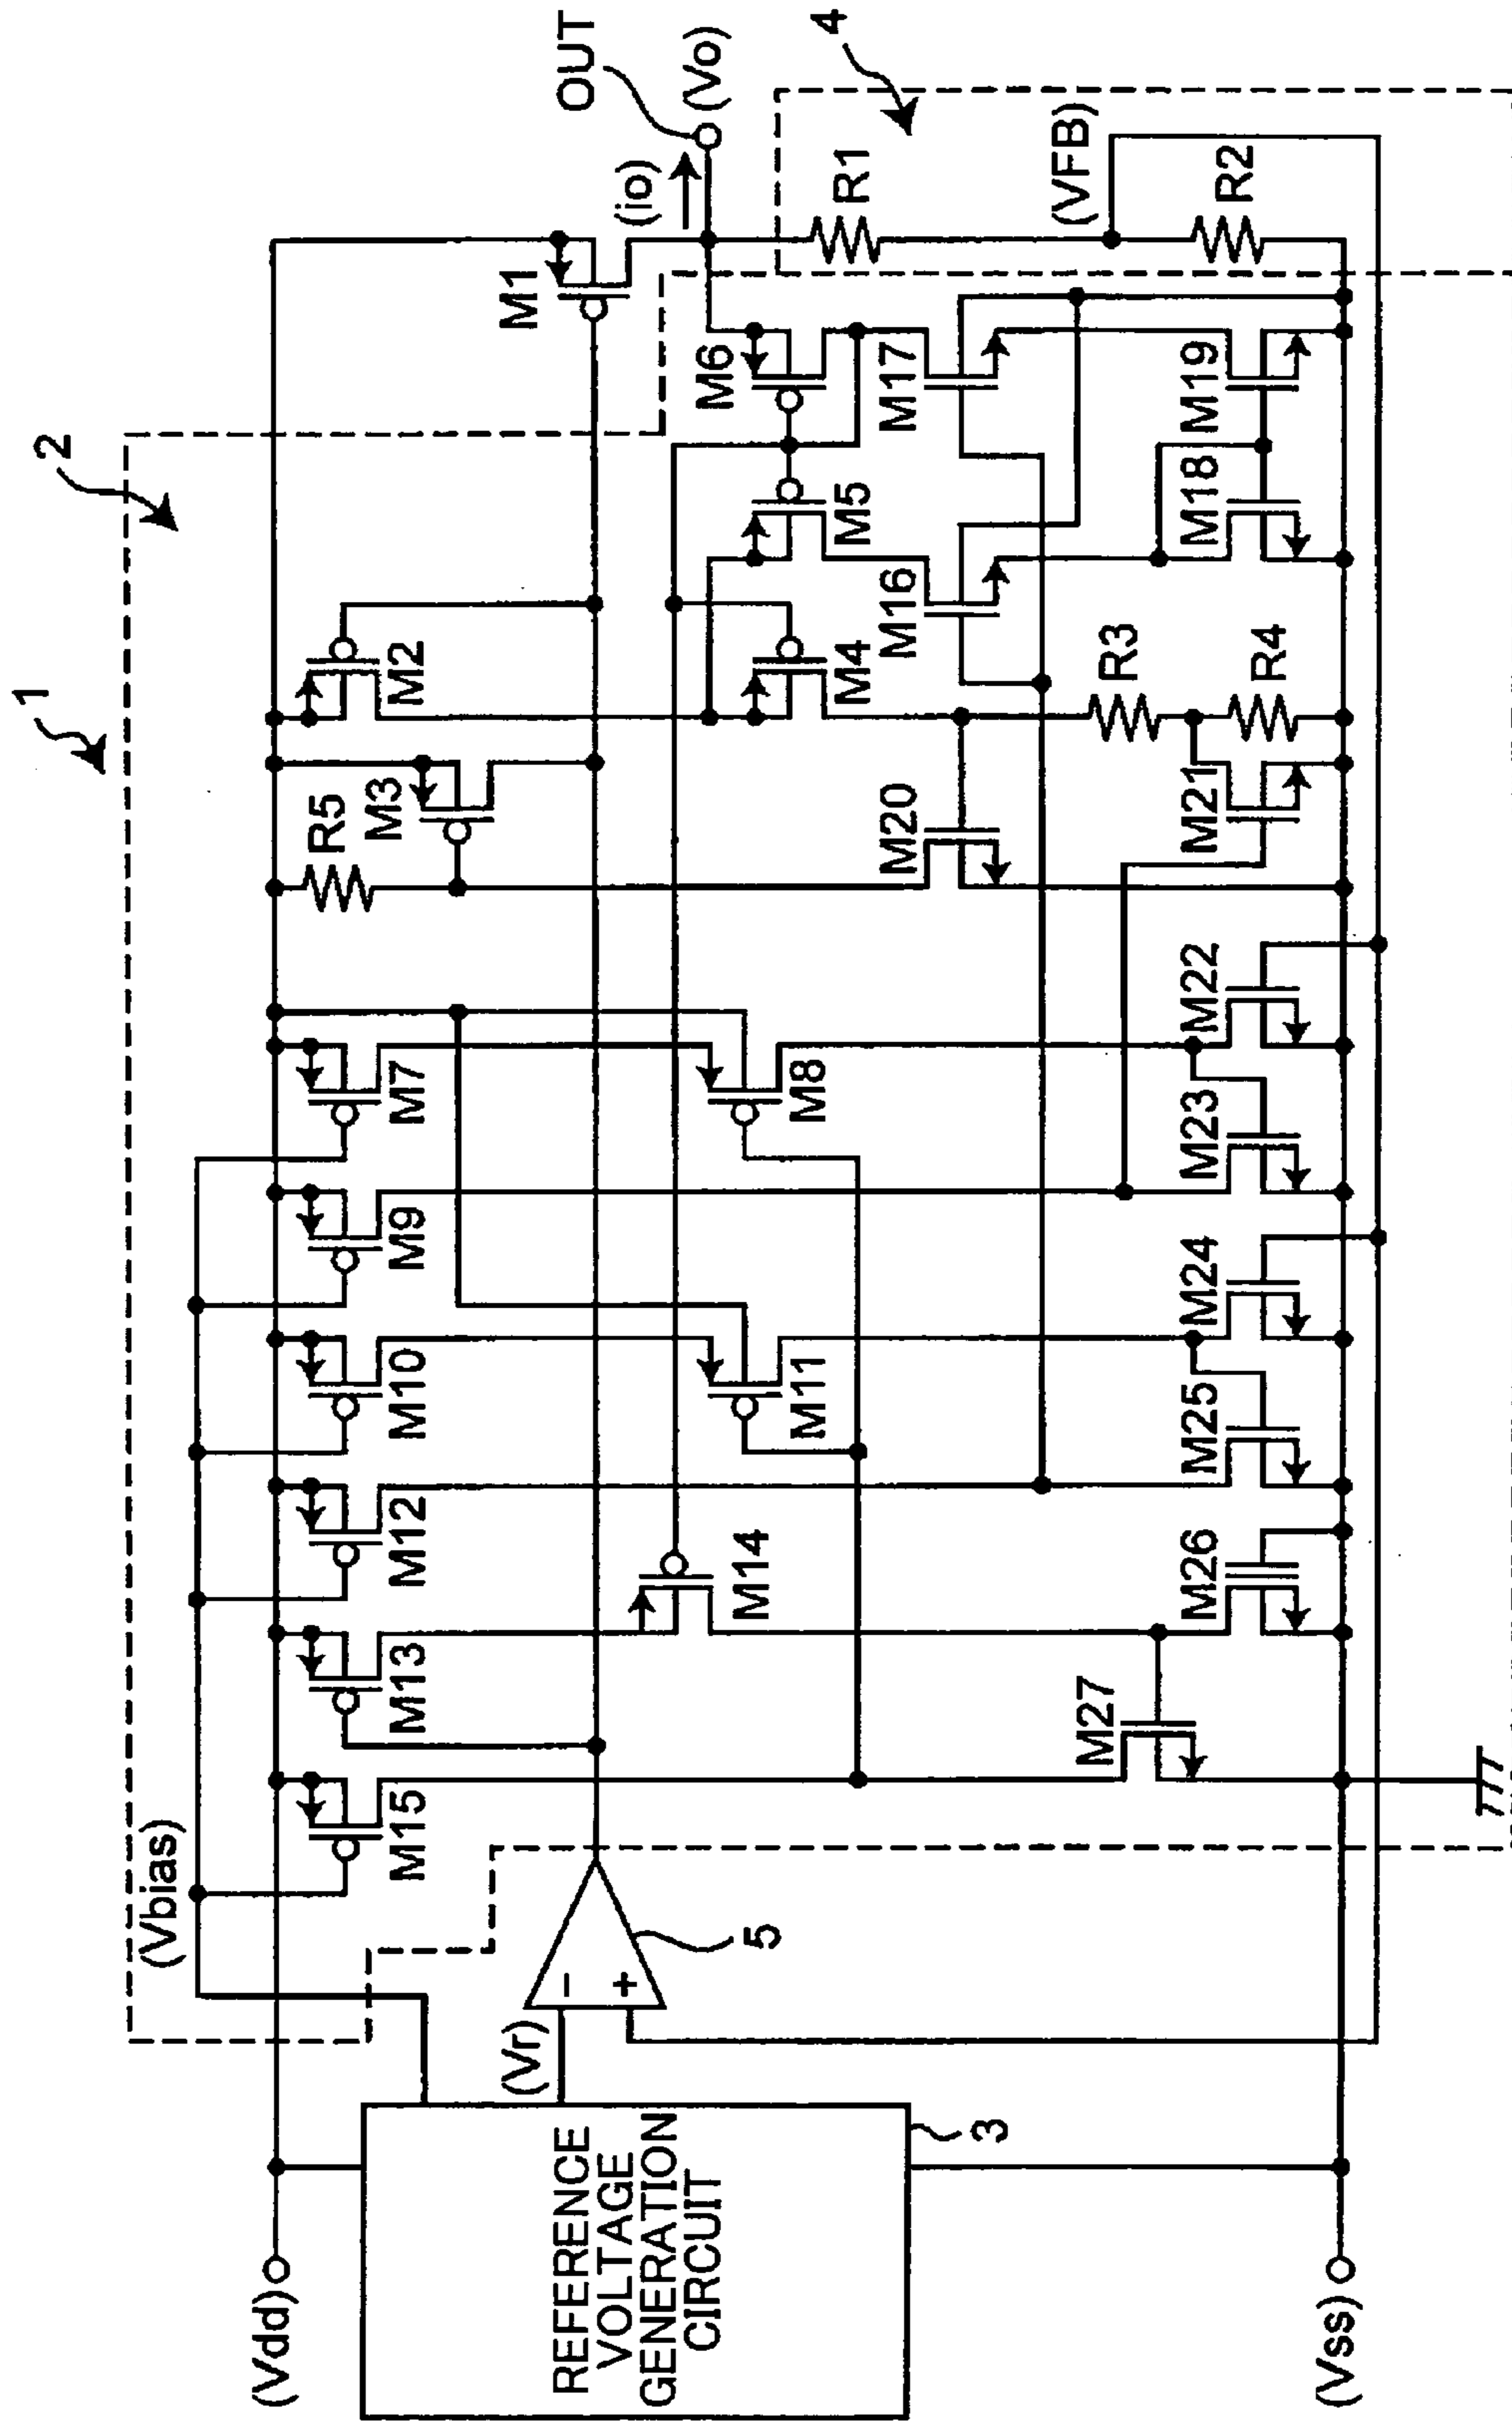 1
2
(Vbias)
(Vdd)
R5
M3
M2
M1
OUT
(io)
(Vo)
4
M15
M13
M12
M10
M9
M7
(Vr)
−
+
5
M14
M11
M8
M4
M5
M6
R1
REFERENCE
VOLTAGE
GENERATION
CIRCUIT
3
M20
M16
M17
(VFB)
M27
R3
M26
M25
M24
M23
M22
M21
R4
M18
M19
R2
(Vss)